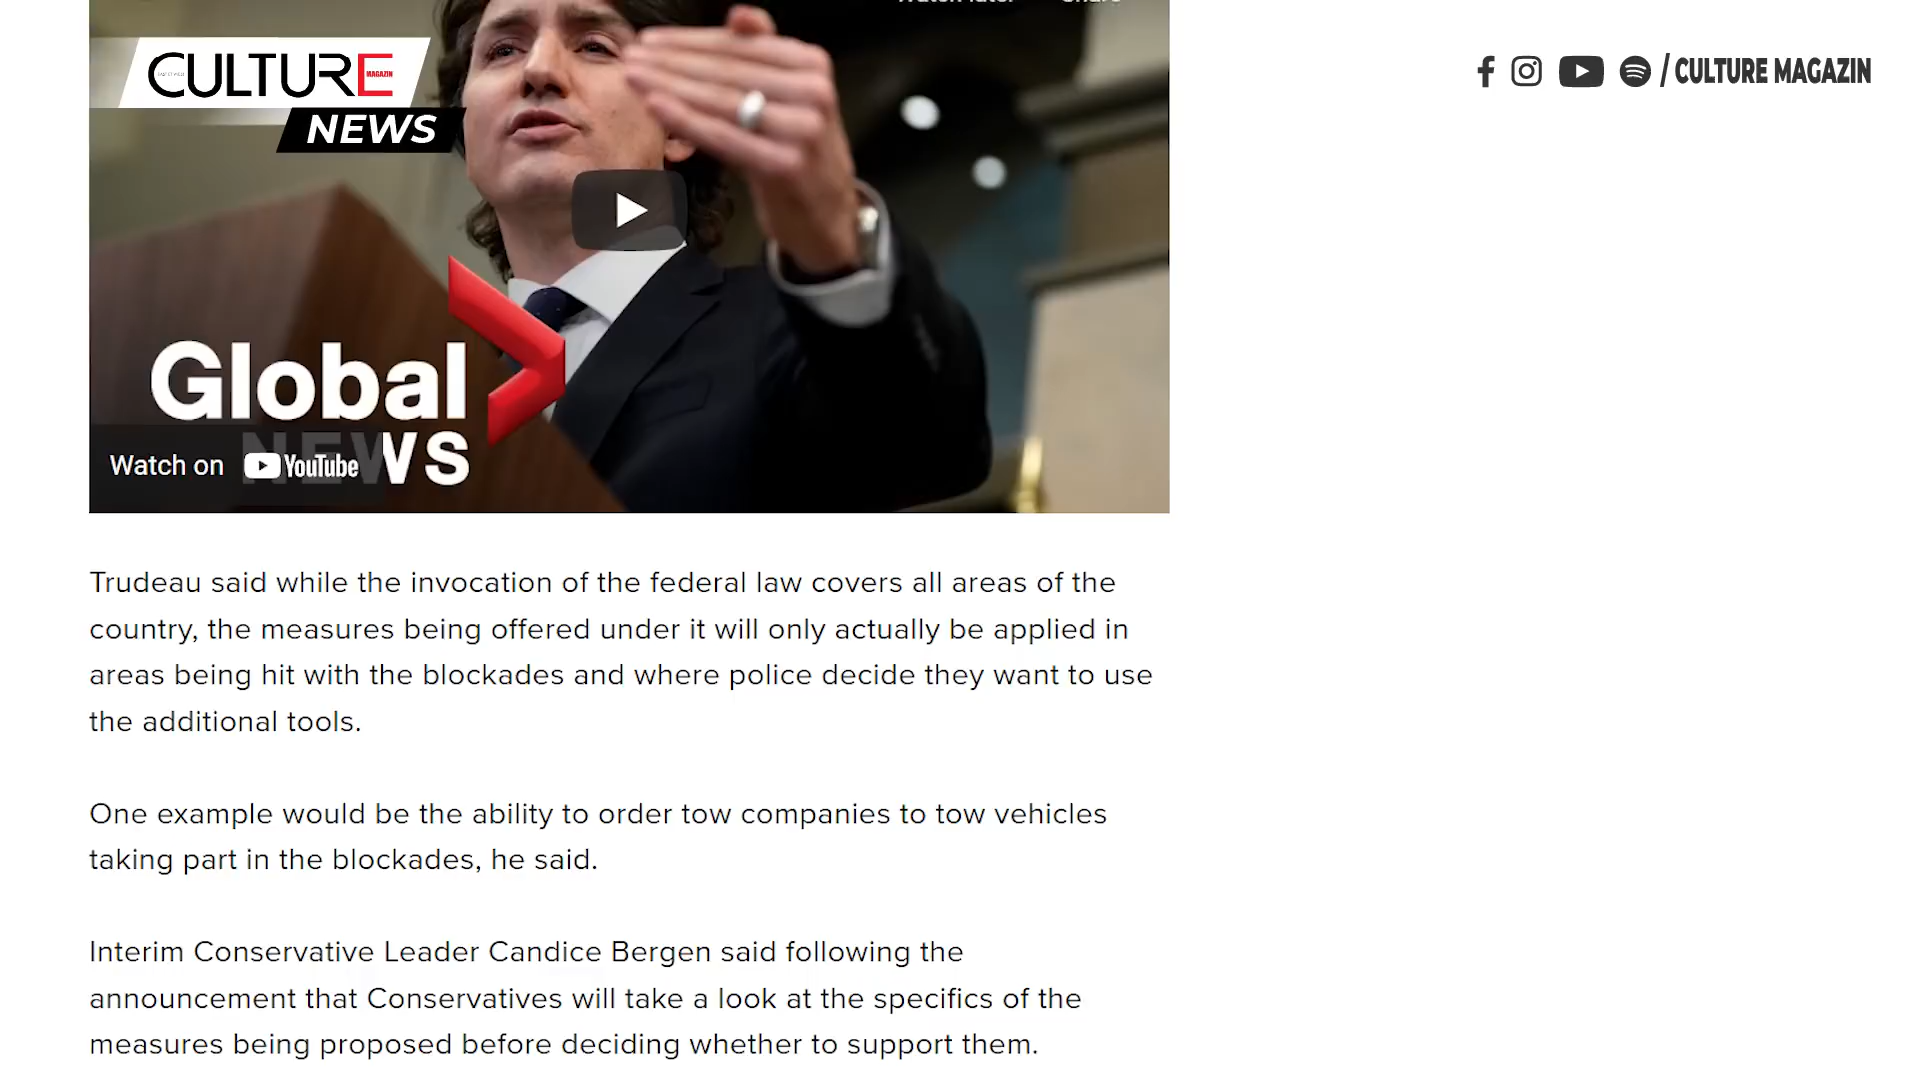 Share
CULTURE
MAGAZIN
NEWS
/ CULTURE MAGAZIN
Global
NEWS
Watch on YouTube
Trudeau said while the invocation of the federal law covers all areas of the
country, the measures being offered under it will only actually be applied in
areas being hit with the blockades and where police decide they want to use
the additional tools.
One example would be the ability to order tow companies to tow vehicles
taking part in the blockades, he said.
Interim Conservative Leader Candice Bergen said following the
announcement that Conservatives will take a look at the specifics of the
measures being proposed before deciding whether to support them.